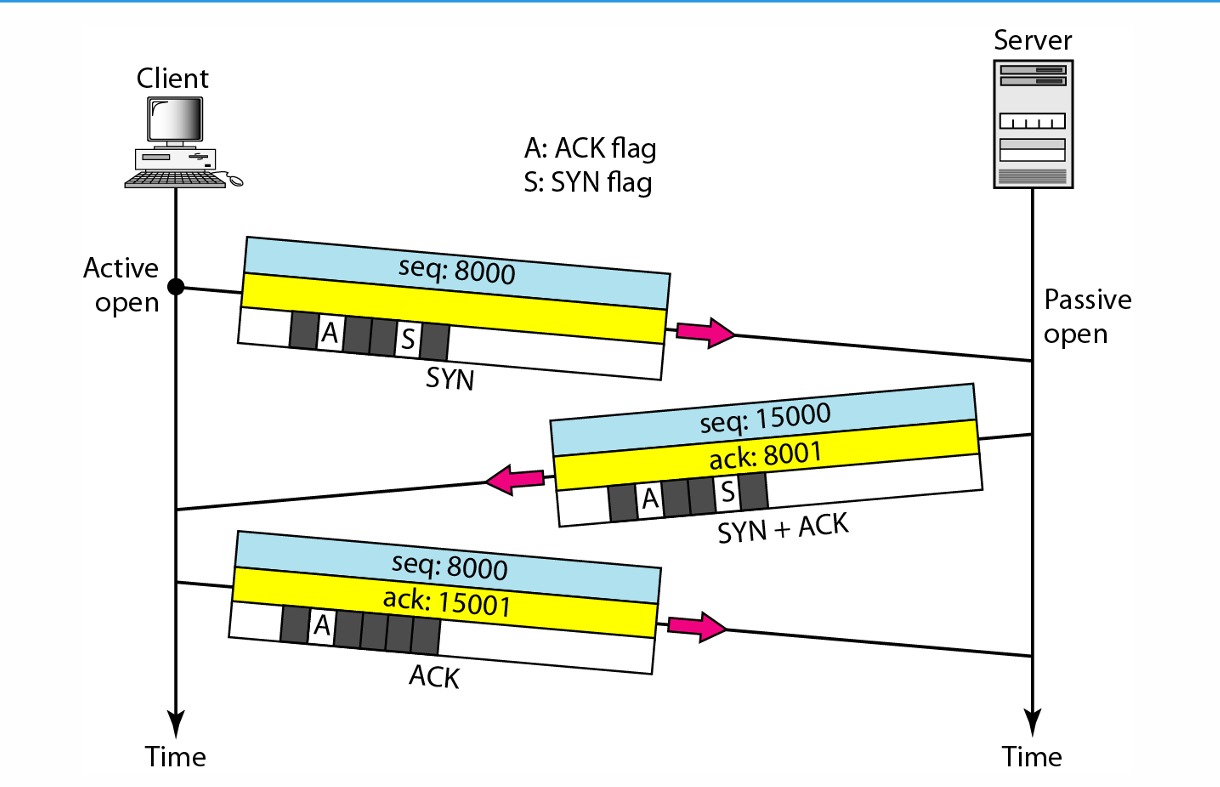 Server
Client
A: ACK flag
S: SYN flag
Active
open
seq: 8000
A
S
SYN
Passive
open
seq: 15000
ack: 8001
A
S
SYN + ACK
seq: 8000
ack: 15001
A
ACK
Time
Time